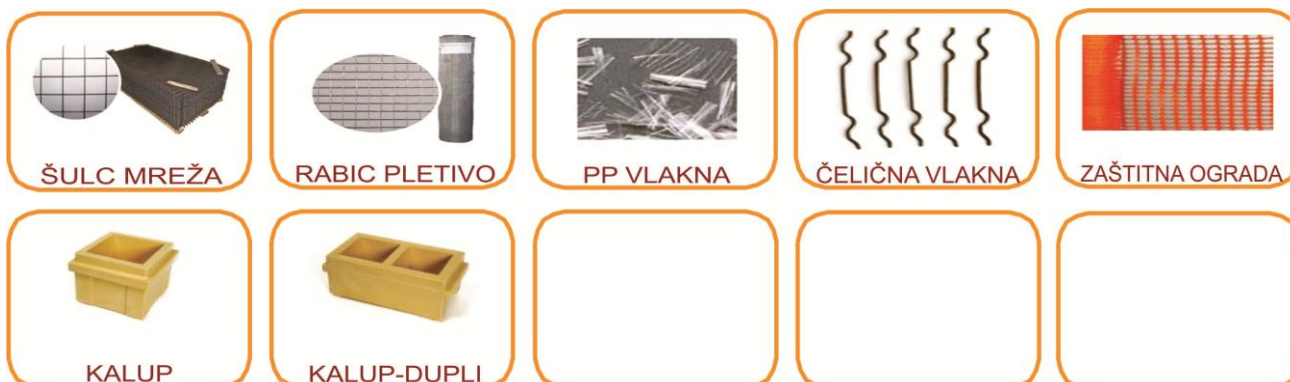 ŠULC MREŽA
RABIC PLETIVO
PP VLAKNA
ČELIČNA VLAKNA
ZAŠTITNA OGRADA
KALUP
KALUP-DUPLI